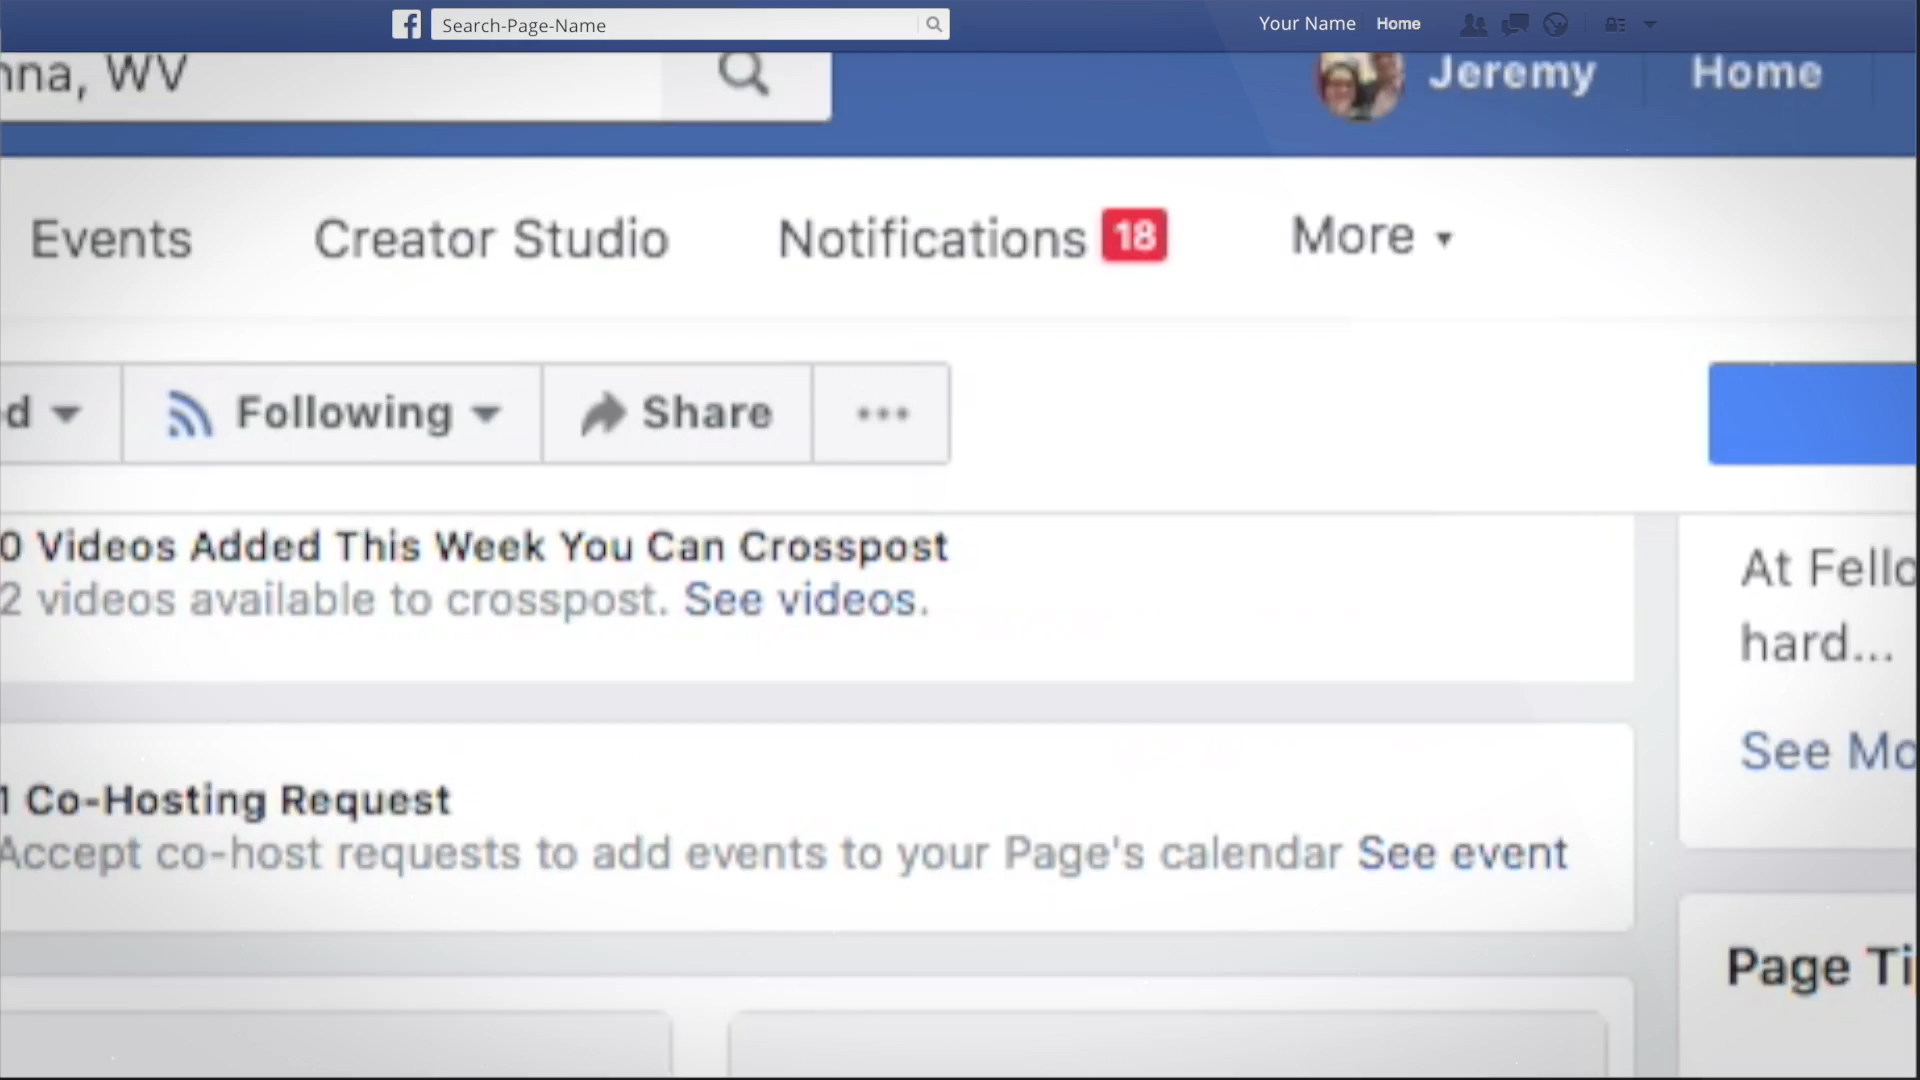 Search-Page-Name
Your Name Home
nna, WV
Jeremy Home
Events Creator Studio Notifications 18 More
d Following Share
0 Videos Added This Week You Can Crosspost
2 videos available to crosspost. See videos.
At Fello
hard...
See Mo
1 Co-Hosting Request
Accept co-host requests to add events to your Page's calendar See event
Page Ti